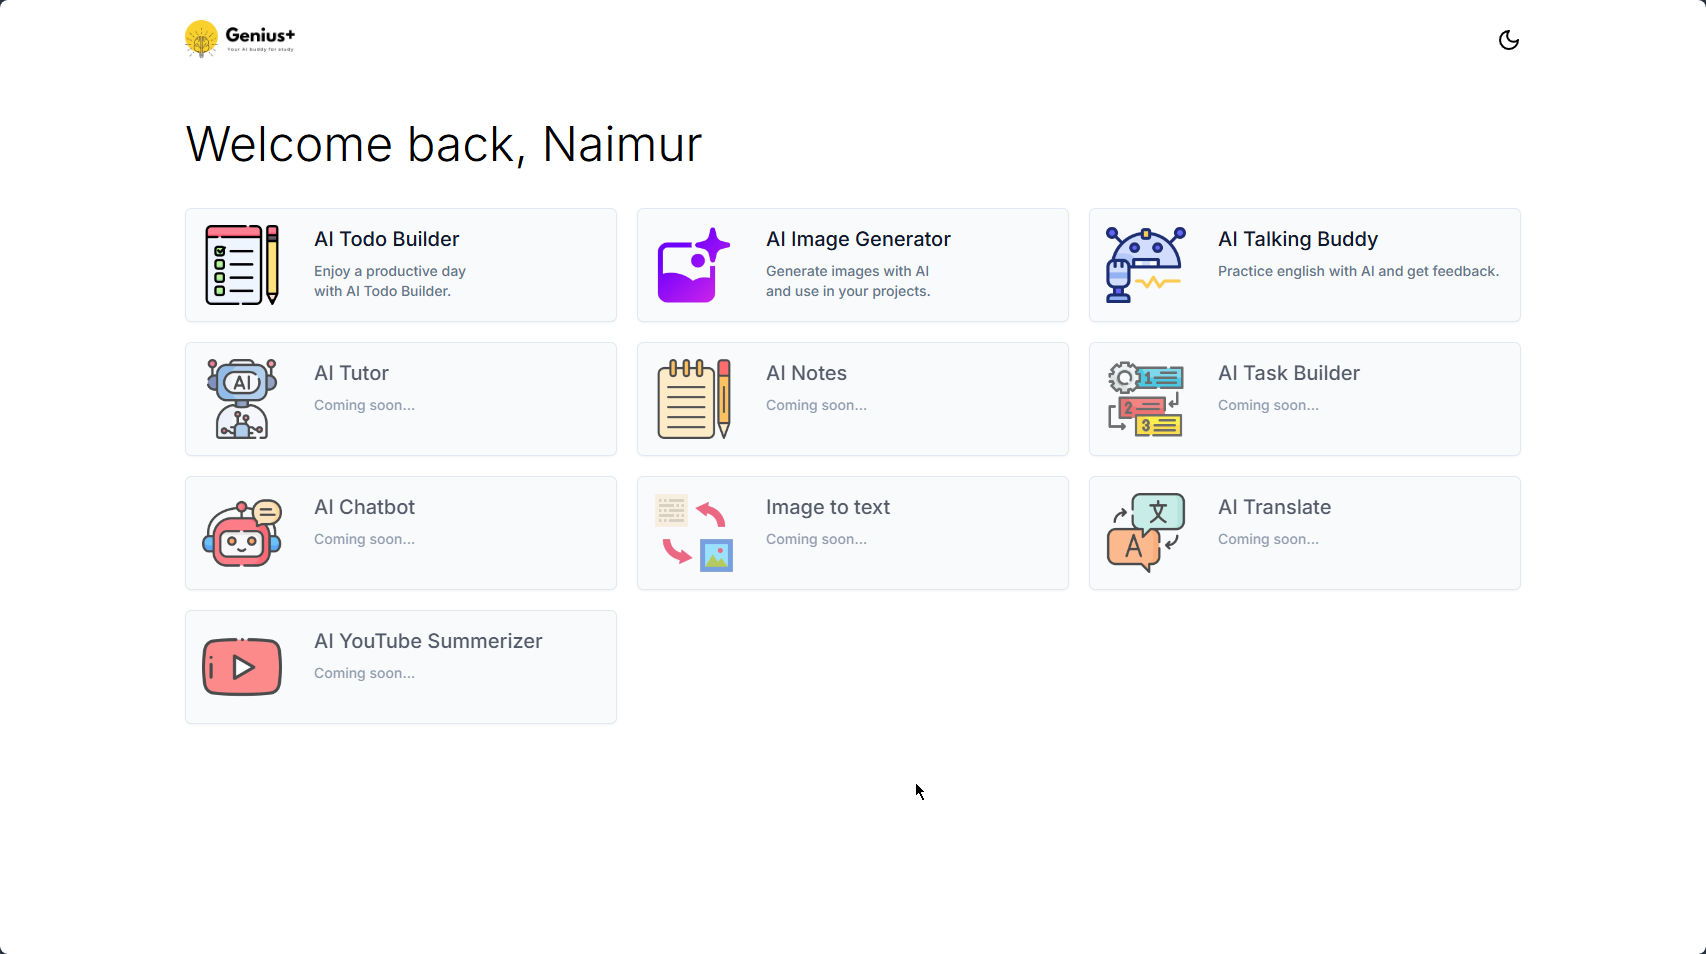 Genius+
Your AI Buddy for study
Welcome back, Naimur
AI Todo Builder
Enjoy a productive day
with AI Todo Builder.
AI Image Generator
Generate images with AI
and use in your projects.
AI Talking Buddy
Practice english with AI and get feedback.
AI
AI Tutor
Coming soon...
AI Notes
Coming soon...
1
2
3
AI Task Builder
Coming soon...
AI Chatbot
Coming soon...
Image to text
Coming soon...
文
A
AI Translate
Coming soon...
AI YouTube Summerizer
Coming soon...